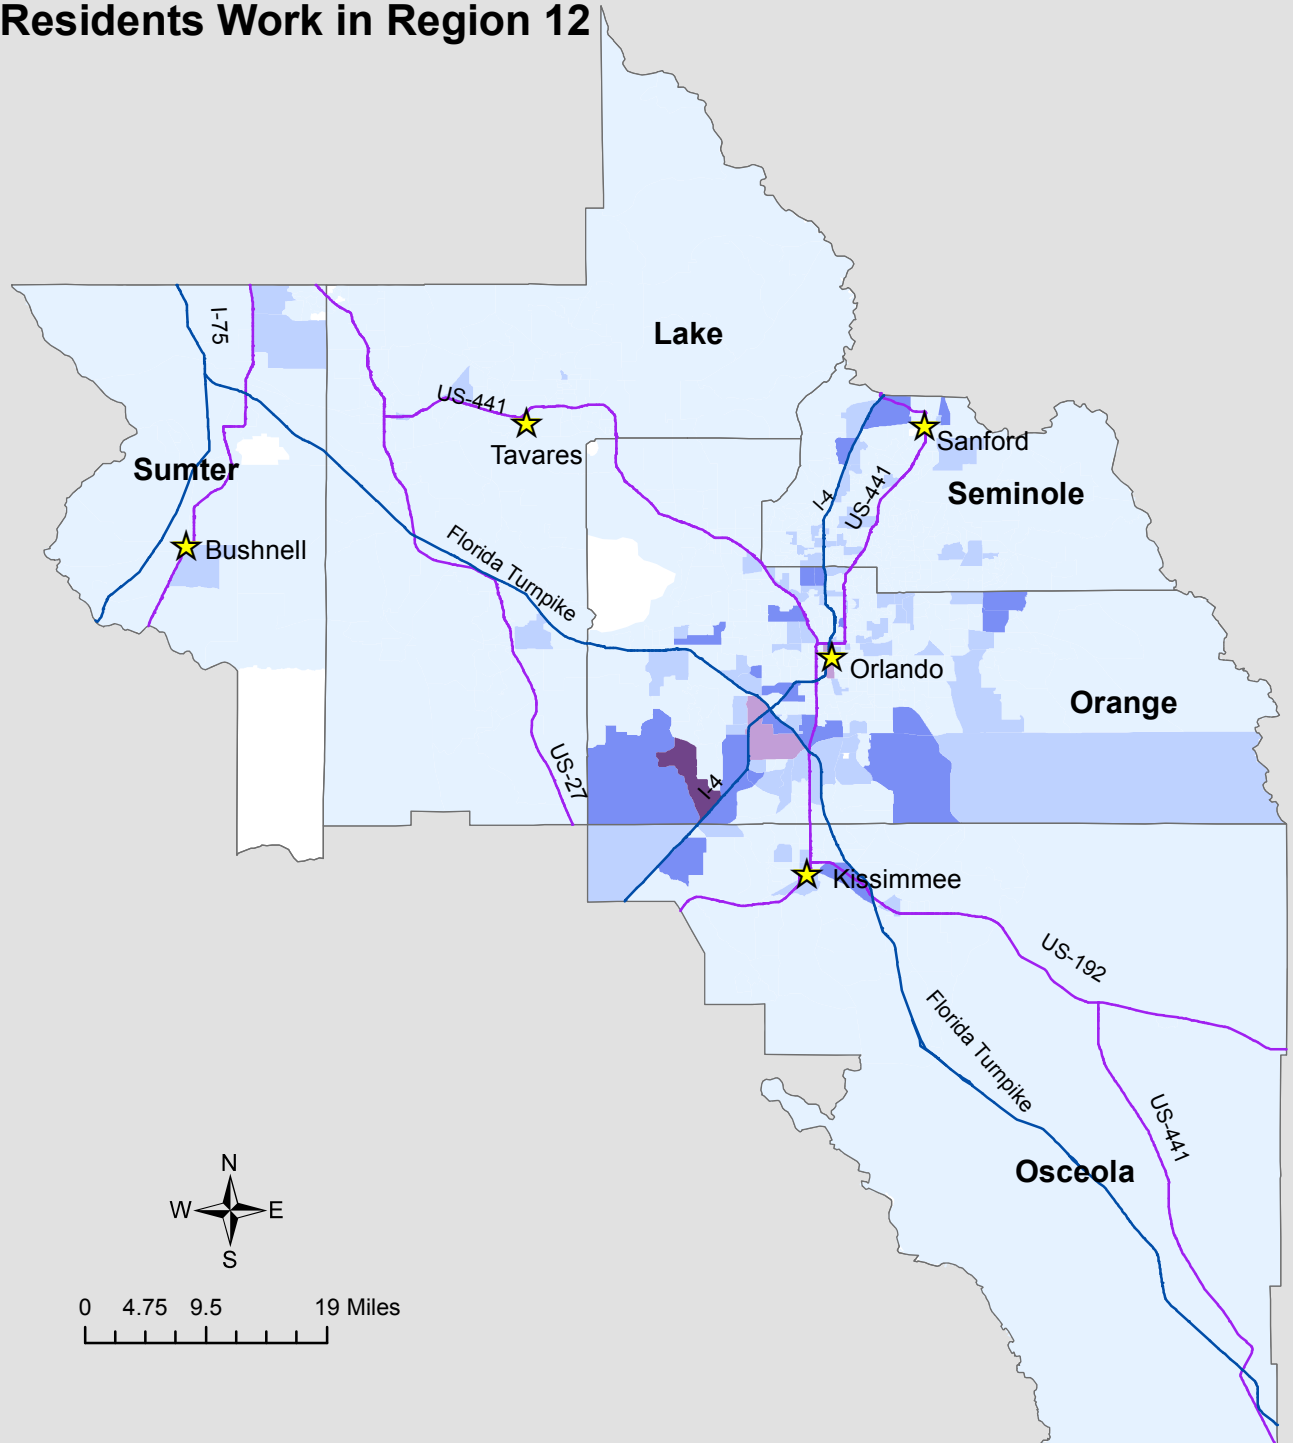 Residents Work in Region 12
I-75
Lake
US-441
Tavares
Sanford
Sumter
I-4
US-441
Seminole
Bushnell
Florida Turnpike
Orlando
Orange
US-27
I-4
Kissimmee
US-192
Florida Turnpike
US-441
Osceola
N
W
E
S
0 4.75 9.5 19 Miles